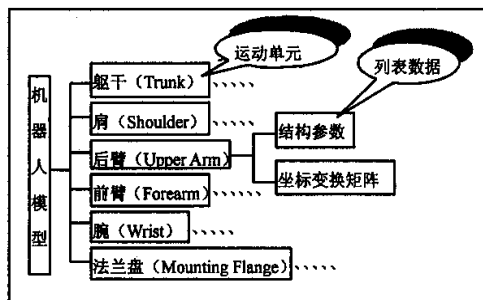 运动单元
列表数据
机器人模型
躯干（Trunk）
肩（Shoulder）
后臂（Upper Arm）
前臂（Forearm）
腕（Wrist）
法兰盘（Mounting Flange）
结构参数
坐标变换矩阵